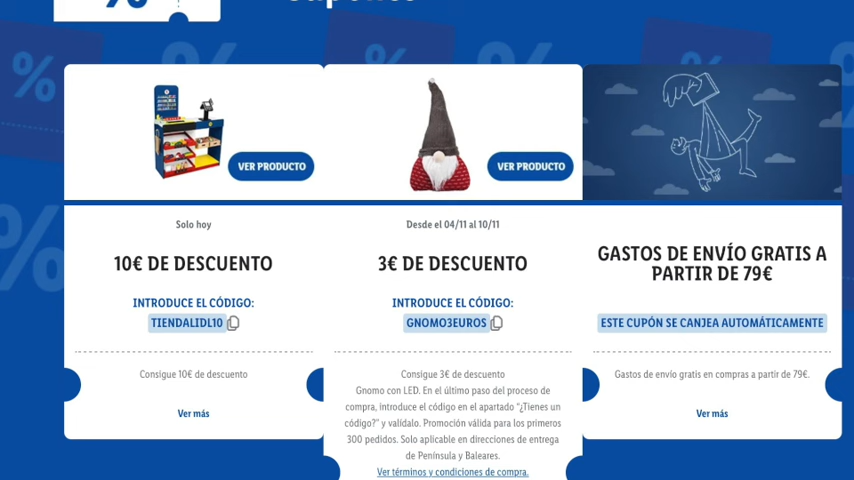 %
VER PRODUCTO
VER PRODUCTO
Solo hoy
10€ DE DESCUENTO
INTRODUCE EL CÓDIGO:
TIENDALIDL10
Consigue 10€ de descuento
Ver más
Desde el 04/11 al 10/11
3€ DE DESCUENTO
INTRODUCE EL CÓDIGO:
GNOMO3EUROS
Consigue 3€ de descuento
Gnomo con LED. En el último paso del proceso de
compra, introduce el código en el apartado "¿Tienes un
código?" y valídalo. Promoción válida para los primeros
300 pedidos. Solo aplicable en direcciones de entrega
de Península y Baleares.
Ver términos y condiciones de compra.
GASTOS DE ENVÍO GRATIS A
PARTIR DE 79€
ESTE CUPÓN SE CANJEA AUTOMÁTICAMENTE
Gastos de envío gratis en compras a partir de 79€.
Ver más